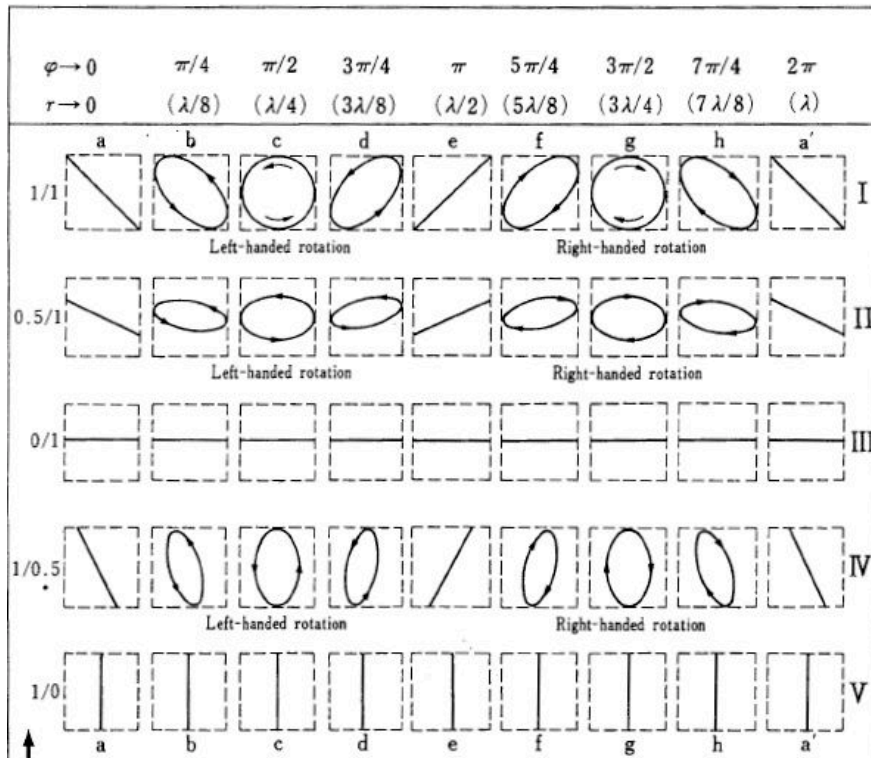 φ→0 π/4 π/2 3π/4 π 5π/4 3π/2 7π/4 2π
r→0 (λ/8) (λ/4) (3λ/8) (λ/2) (5λ/8) (3λ/4) (7λ/8) (λ)
a b c d e f g h a′
1/1 I
Left-handed rotation Right-handed rotation
0.5/1 II
Left-handed rotation Right-handed rotation
0/1 III
1/0.5 IV
Left-handed rotation Right-handed rotation
1/0 V
a b c d e f g h a′